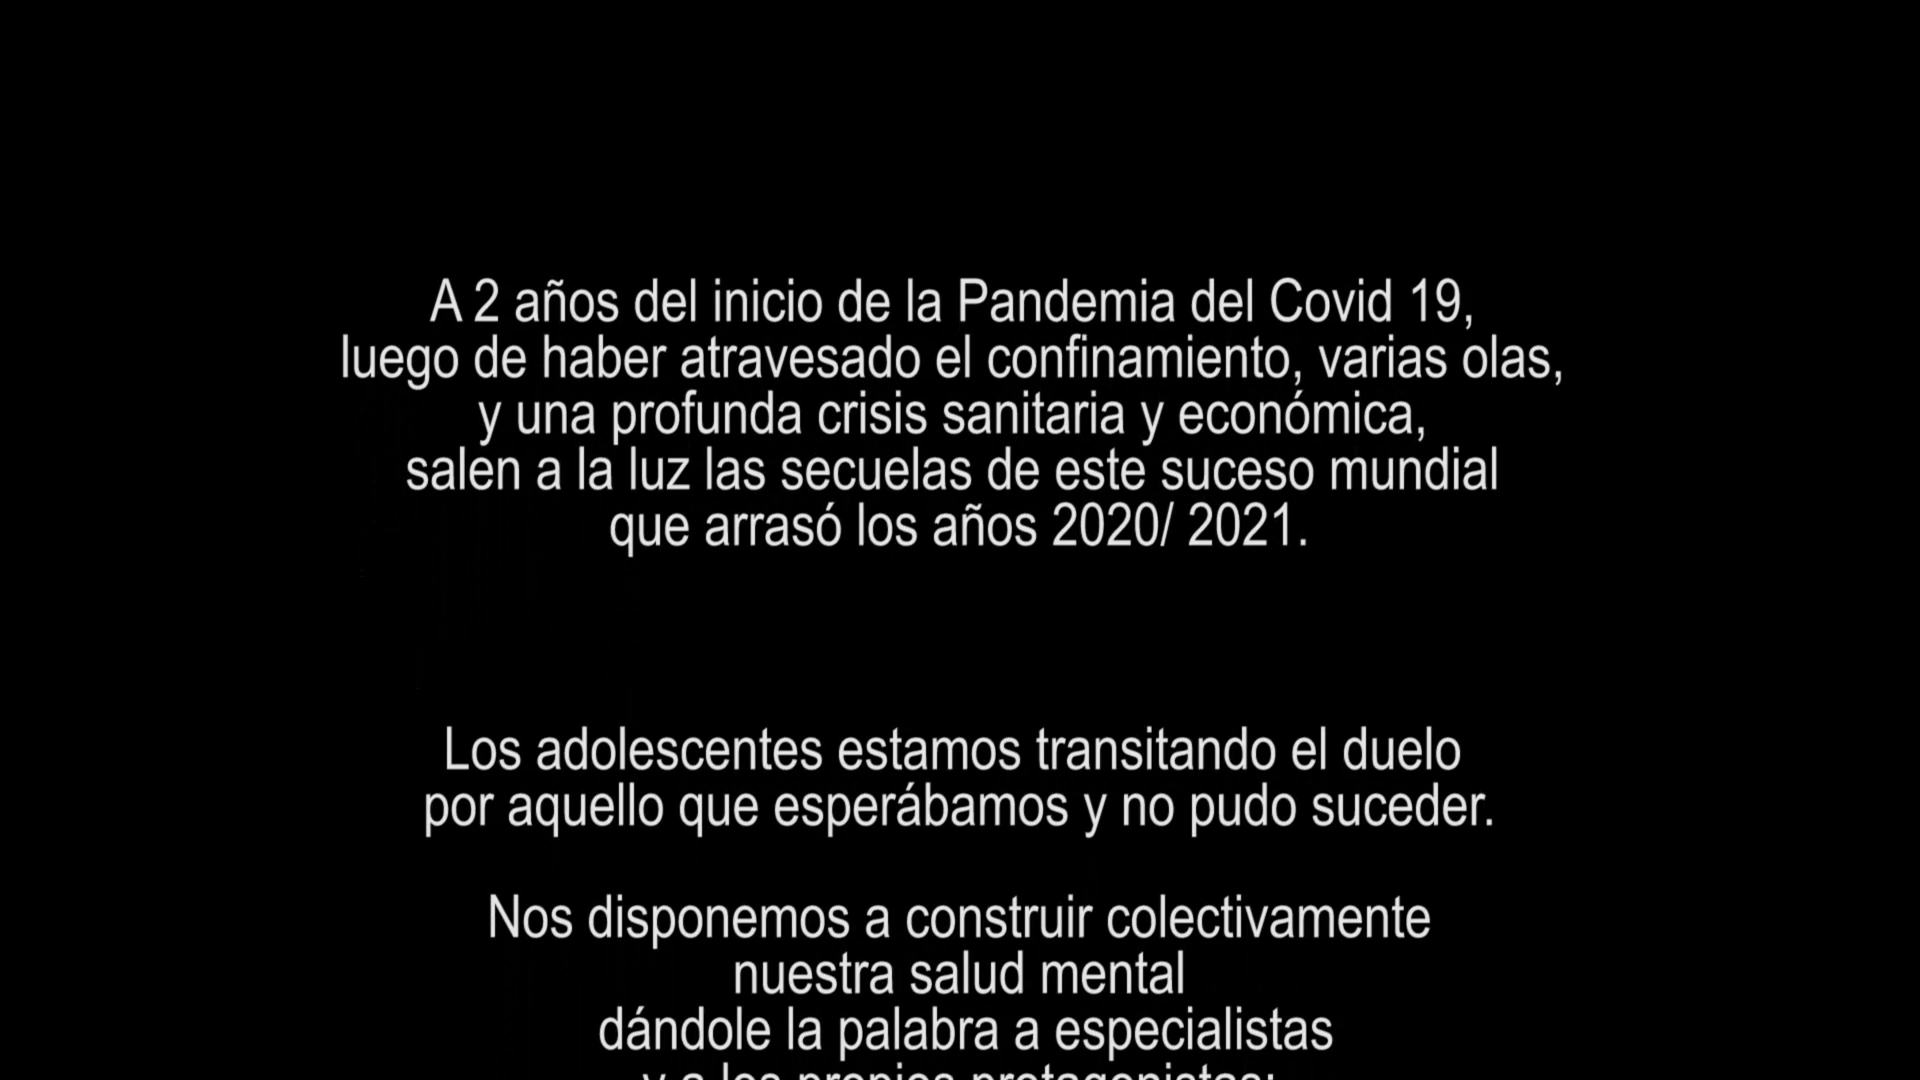 A 2 años del inicio de la Pandemia del Covid 19,
luego de haber atravesado el confinamiento, varias olas,
y una profunda crisis sanitaria y económica,
salen a la luz las secuelas de este suceso mundial
que arrasó los años 2020/ 2021.
Los adolescentes estamos transitando el duelo
por aquello que esperábamos y no pudo suceder.
Nos disponemos a construir colectivamente
nuestra salud mental
dándole la palabra a especialistas
y a los propios protagonistas: